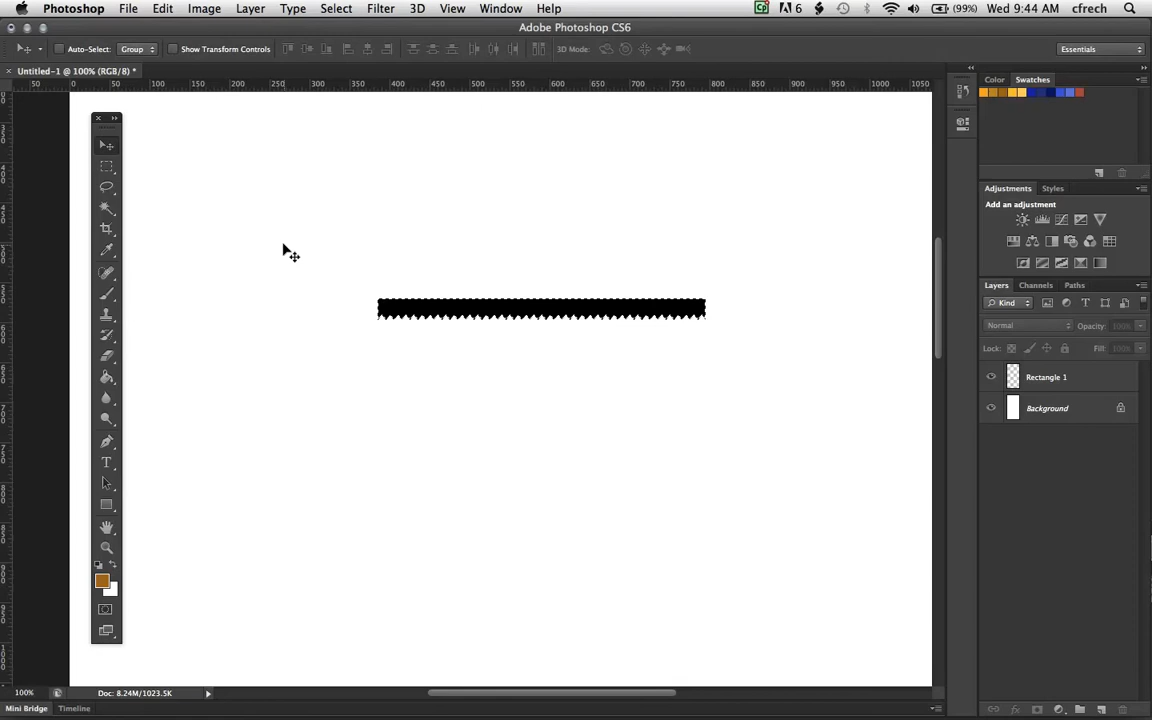 Photoshop File Edit Image Layer Type Select Filter 3D View Window Help 6 (99%) Wed 9:44 AM cfrech
Adobe Photoshop CS6
Auto-Select: Group Show Transform Controls 3D Mode: Essentials
Untitled-1 @ 100% (RGB/8) *
50 0 50 100 150 200 250 300 350 400 450 500 550 600 650 700 750 800 850 900 950 1000 1050
Color Swatches
Adjustments Styles
Add an adjustment
Layers Channels Paths
Kind
Normal Opacity: 100%
Lock: Fill: 100%
Rectangle 1
Background
100% Doc: 8.24M/1023.5K
Mini Bridge Timeline